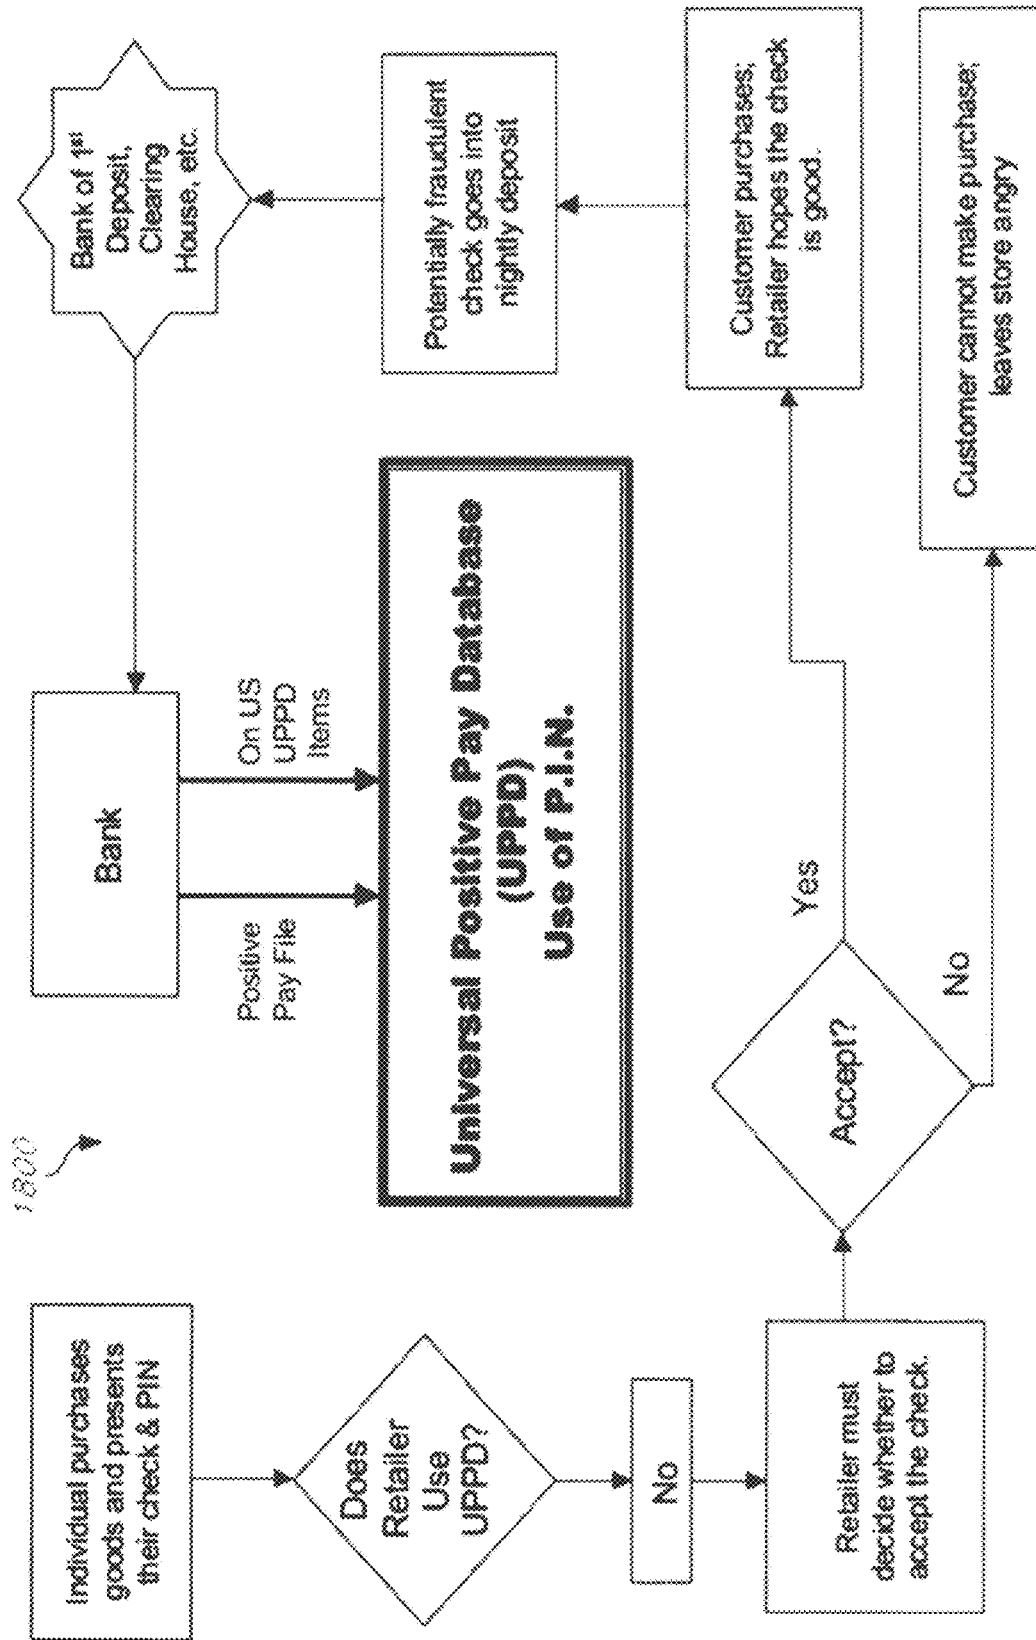 1800
Individual purchases
goods and presents
their check & PIN
Does
Retailer
Use
UPPD?
No
Retailer must
decide whether to
accept the check.
Bank
Positive
Pay File
On US
UPPD
Items
Universal Positive Pay Database
(UPPD)
Use of P.I.N.
Accept?
Yes
No
Bank of 1st
Deposit,
Clearing
House, etc.
Potentially fraudulent
check goes into
nightly deposit
Customer purchases;
Retailer hopes the check
is good.
Customer cannot make purchase;
leaves store angry